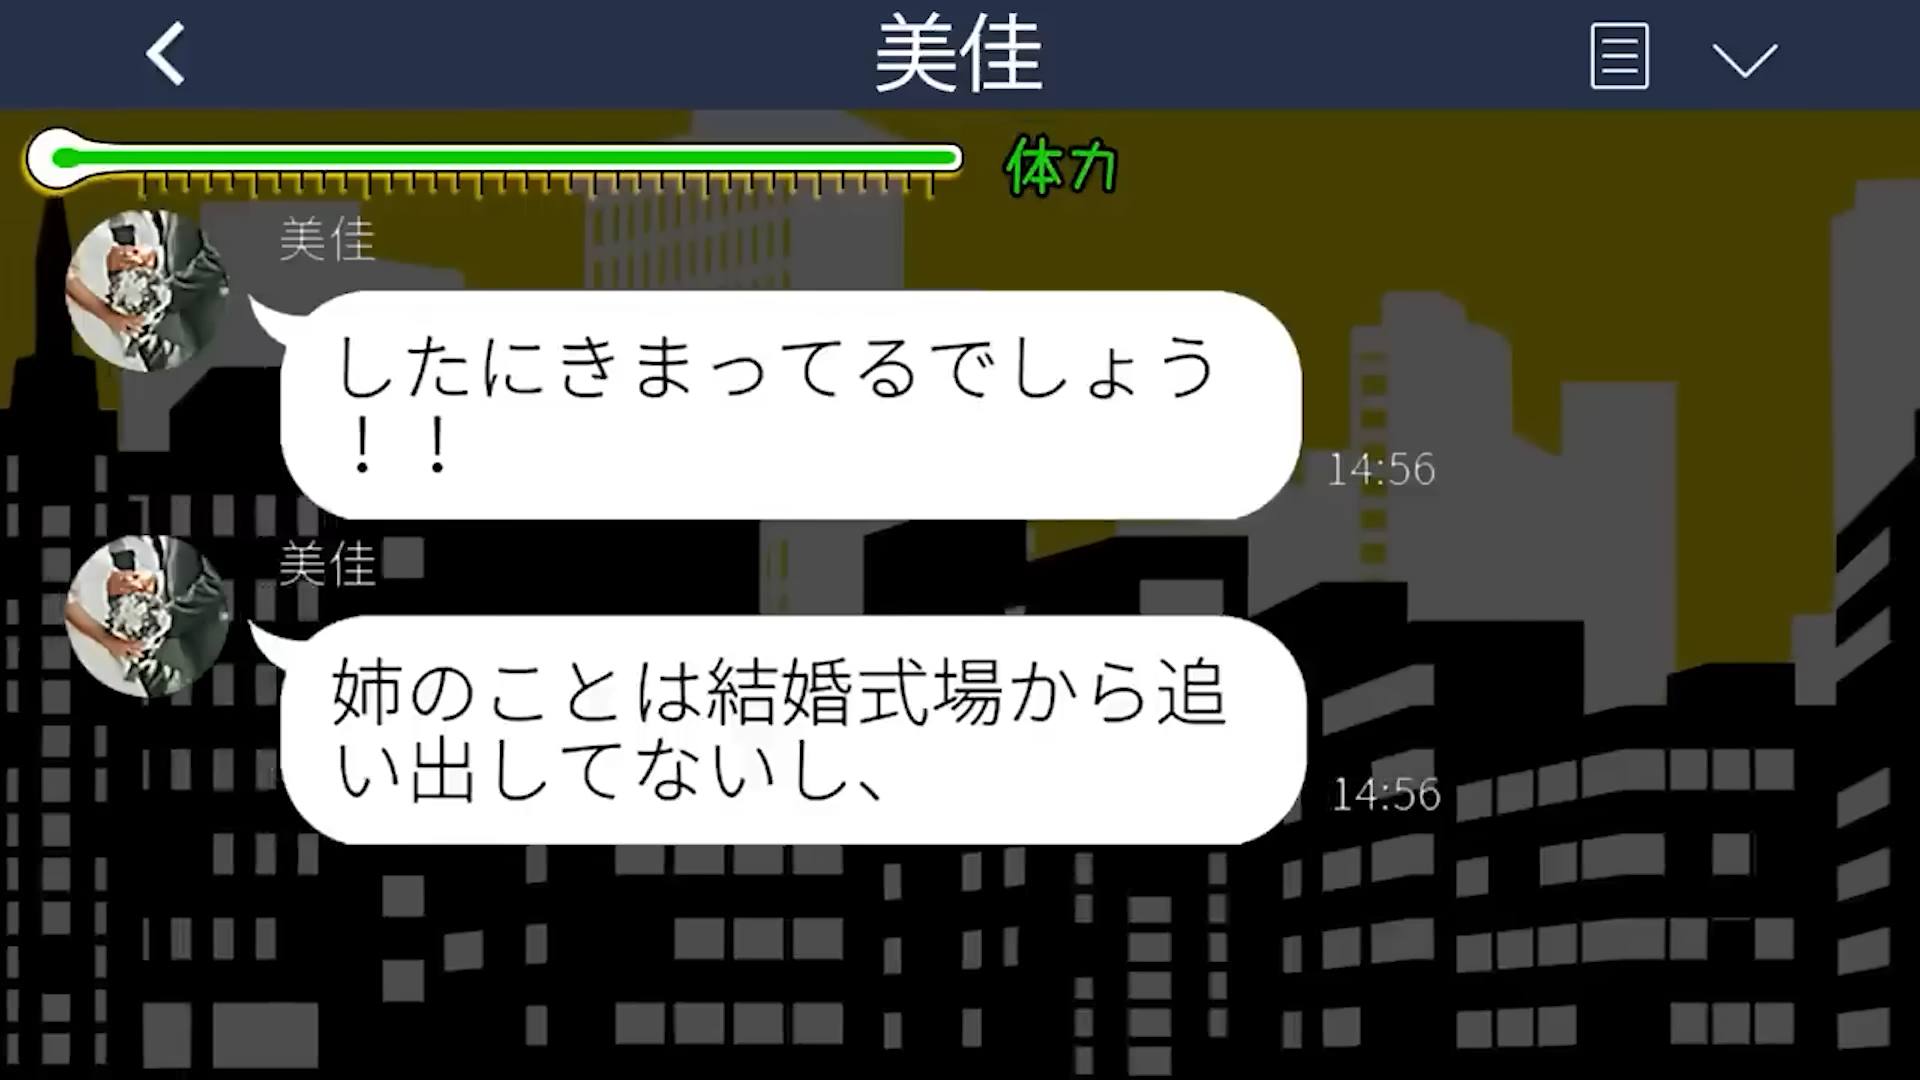 美佳
体力
美佳
したにきまってるでしょう
！！
14:56
美佳
姉のことは結婚式場から追
い出してないし、
14:56